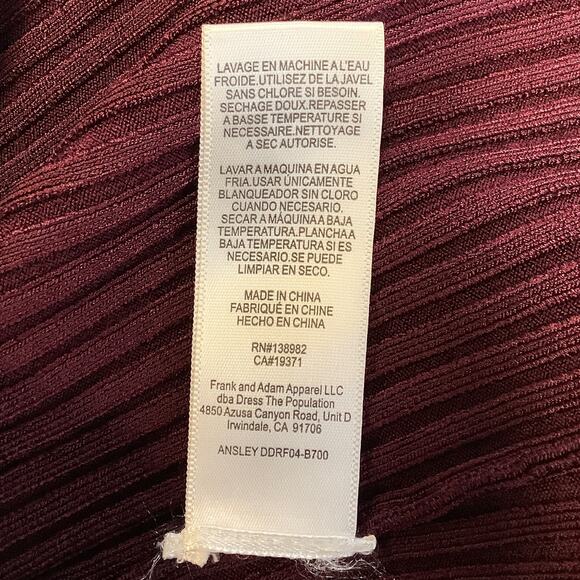 LAVAGE EN MACHINE A L'EAU
FROIDE.UTILISEZ DE LA JAVEL
SANS CHLORE SI BESOIN.
SECHAGE DOUX.REPASSER
A BASSE TEMPERATURE SI
NECESSAIRE.NETTOYAGE
A SEC AUTORISE.
LAVAR A MAQUINA EN AGUA
FRIA.USAR ÚNICAMENTE
BLANQUEADOR SIN CLORO
CUANDO NECESARIO.
SECAR A MÁQUINA A BAJA
TEMPERATURA.PLANCHA A
BAJA TEMPERATURA SI ES
NECESARIO.SE PUEDE
LIMPIAR EN SECO.
MADE IN CHINA
FABRIQUÉ EN CHINE
HECHO EN CHINA
RN#138982
CA#19371
Frank and Adam Apparel LLC
dba Dress The Population
4850 Azusa Canyon Road, Unit D
Irwindale, CA 91706
ANSLEY DDRF04-B700